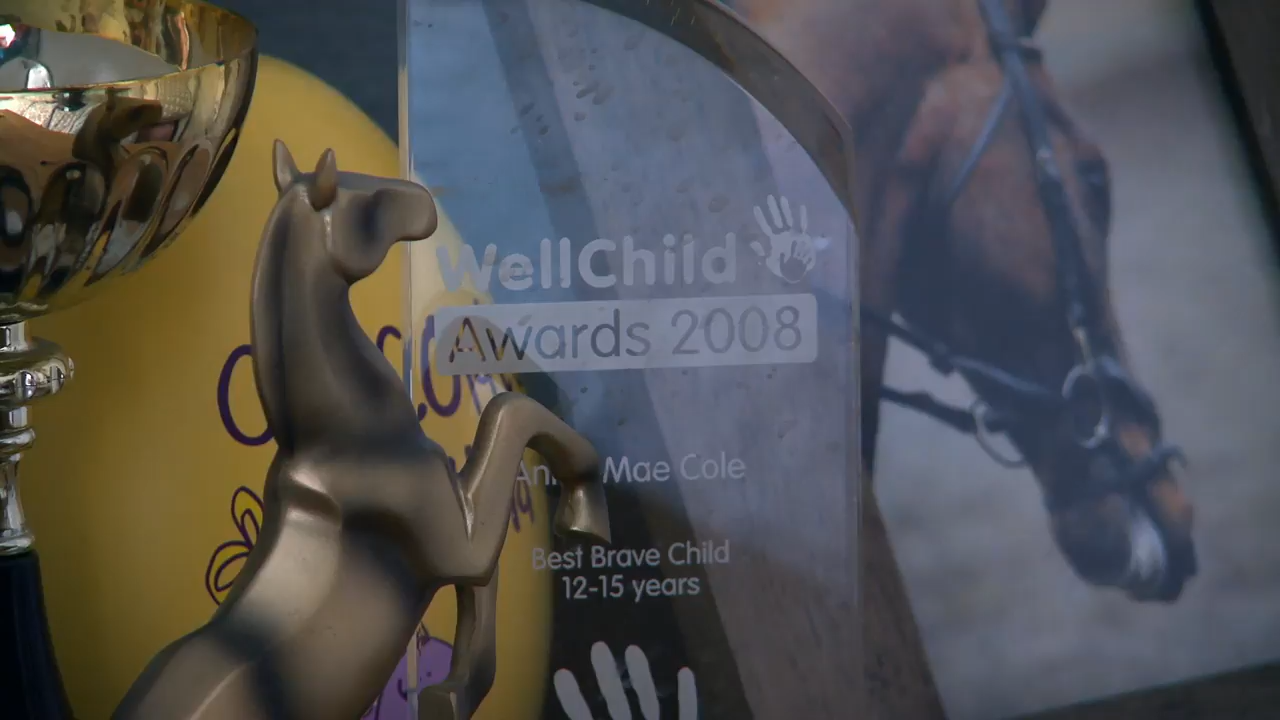 WellChild
Awards 2008
Mae Cole
Best Brave Child
12-15 years